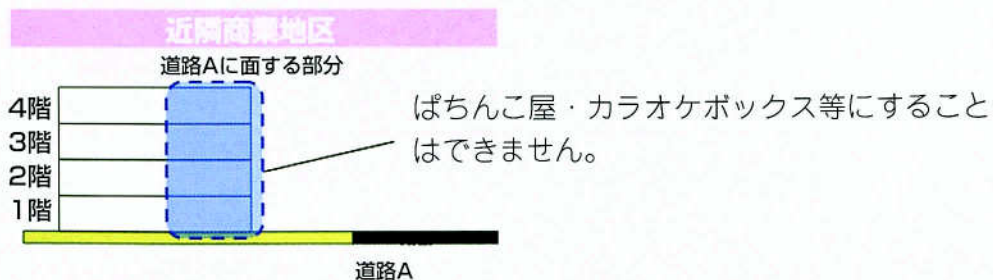 近隣商業地区
道路Aに面する部分
4階
3階
2階
1階
ぱちんこ屋・カラオケボックス等にすること
はできません。
道路A